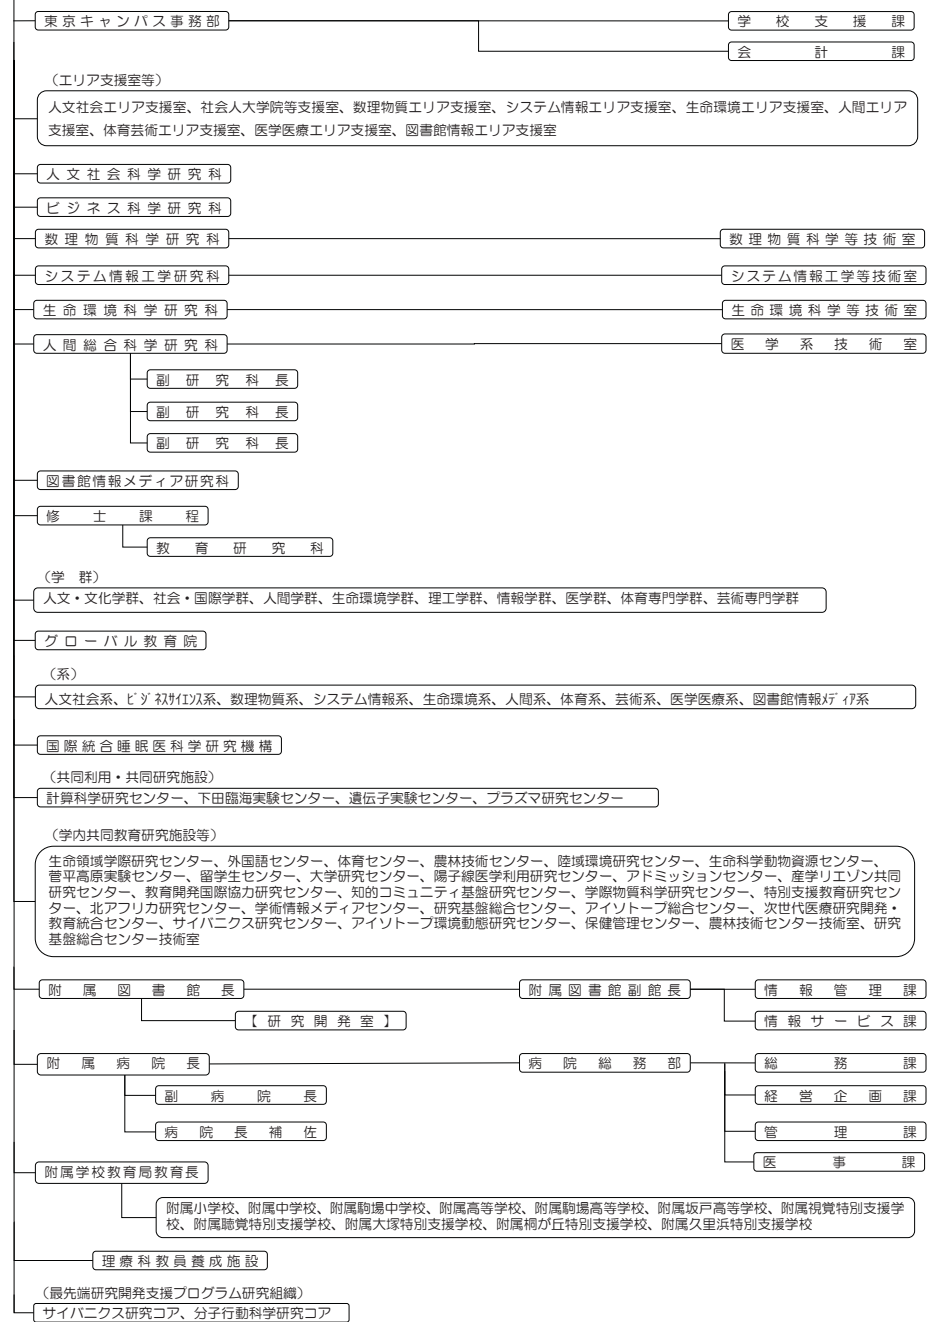 東京キャンパス事務部 学校支援課
会計課
（エリア支援室等）
人文社会エリア支援室、社会人大学院等支援室、数理物質エリア支援室、システム情報エリア支援室、生命環境エリア支援室、人間エリア
支援室、体育芸術エリア支援室、医学医療エリア支援室、図書館情報エリア支援室
人文社会科学研究科
ビジネス科学研究科
数理物質科学研究科 数理物質科学等技術室
システム情報工学研究科 システム情報工学等技術室
生命環境科学研究科 生命環境科学等技術室
人間総合科学研究科 医学系技術室
副研究科長
副研究科長
副研究科長
図書館情報メディア研究科
修士課程
教育研究科
（学　群）
人文・文化学群、社会・国際学群、人間学群、生命環境学群、理工学群、情報学群、医学群、体育専門学群、芸術専門学群
グローバル教育院
（系）
人文社会系、ﾋﾞｼﾞﾈｽｻｲｴﾝｽ系、数理物質系、システム情報系、生命環境系、人間系、体育系、芸術系、医学医療系、図書館情報ﾒﾃﾞｨｱ系
国際統合睡眠医科学研究機構
（共同利用・共同研究施設）
計算科学研究センター、下田臨海実験センター、遺伝子実験センター、プラズマ研究センター
（学内共同教育研究施設等）
生命領域学際研究センター、外国語センター、体育センター、農林技術センター、陸域環境研究センター、生命科学動物資源センター、
菅平高原実験センター、留学生センター、大学研究センター、陽子線医学利用研究センター、アドミッションセンター、産学リエゾン共同
研究センター、教育開発国際協力研究センター、知的コミュニティ基盤研究センター、学際物質科学研究センター、特別支援教育研究セン
ター、北アフリカ研究センター、学術情報メディアセンター、研究基盤総合センター、アイソトープ総合センター、次世代医療研究開発・
教育統合センター、サイバニクス研究センター、アイソトープ環境動態研究センター、保健管理センター、農林技術センター技術室、研究
基盤総合センター技術室
附属図書館長 附属図書館副館長 情報管理課
【研究開発室】 情報サービス課
附属病院長 病院総務部 総務課
副病院長 経営企画課
病院長補佐 管理課
医事課
附属学校教育局教育長
附属小学校、附属中学校、附属駒場中学校、附属高等学校、附属駒場高等学校、附属坂戸高等学校、附属視覚特別支援学
校、附属聴覚特別支援学校、附属大塚特別支援学校、附属桐が丘特別支援学校、附属久里浜特別支援学校
理療科教員養成施設
（最先端研究開発支援プログラム研究組織）
サイバニクス研究コア、分子行動科学研究コア